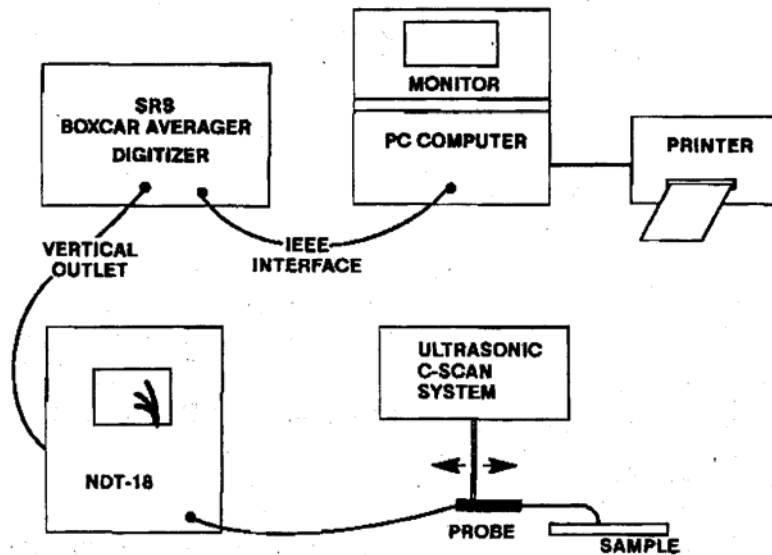 SRS
BOXCAR AVERAGER
DIGITIZER
MONITOR
PC COMPUTER
PRINTER
VERTICAL
OUTLET
IEEE
INTERFACE
NDT-18
ULTRASONIC
C-SCAN
SYSTEM
PROBE
SAMPLE